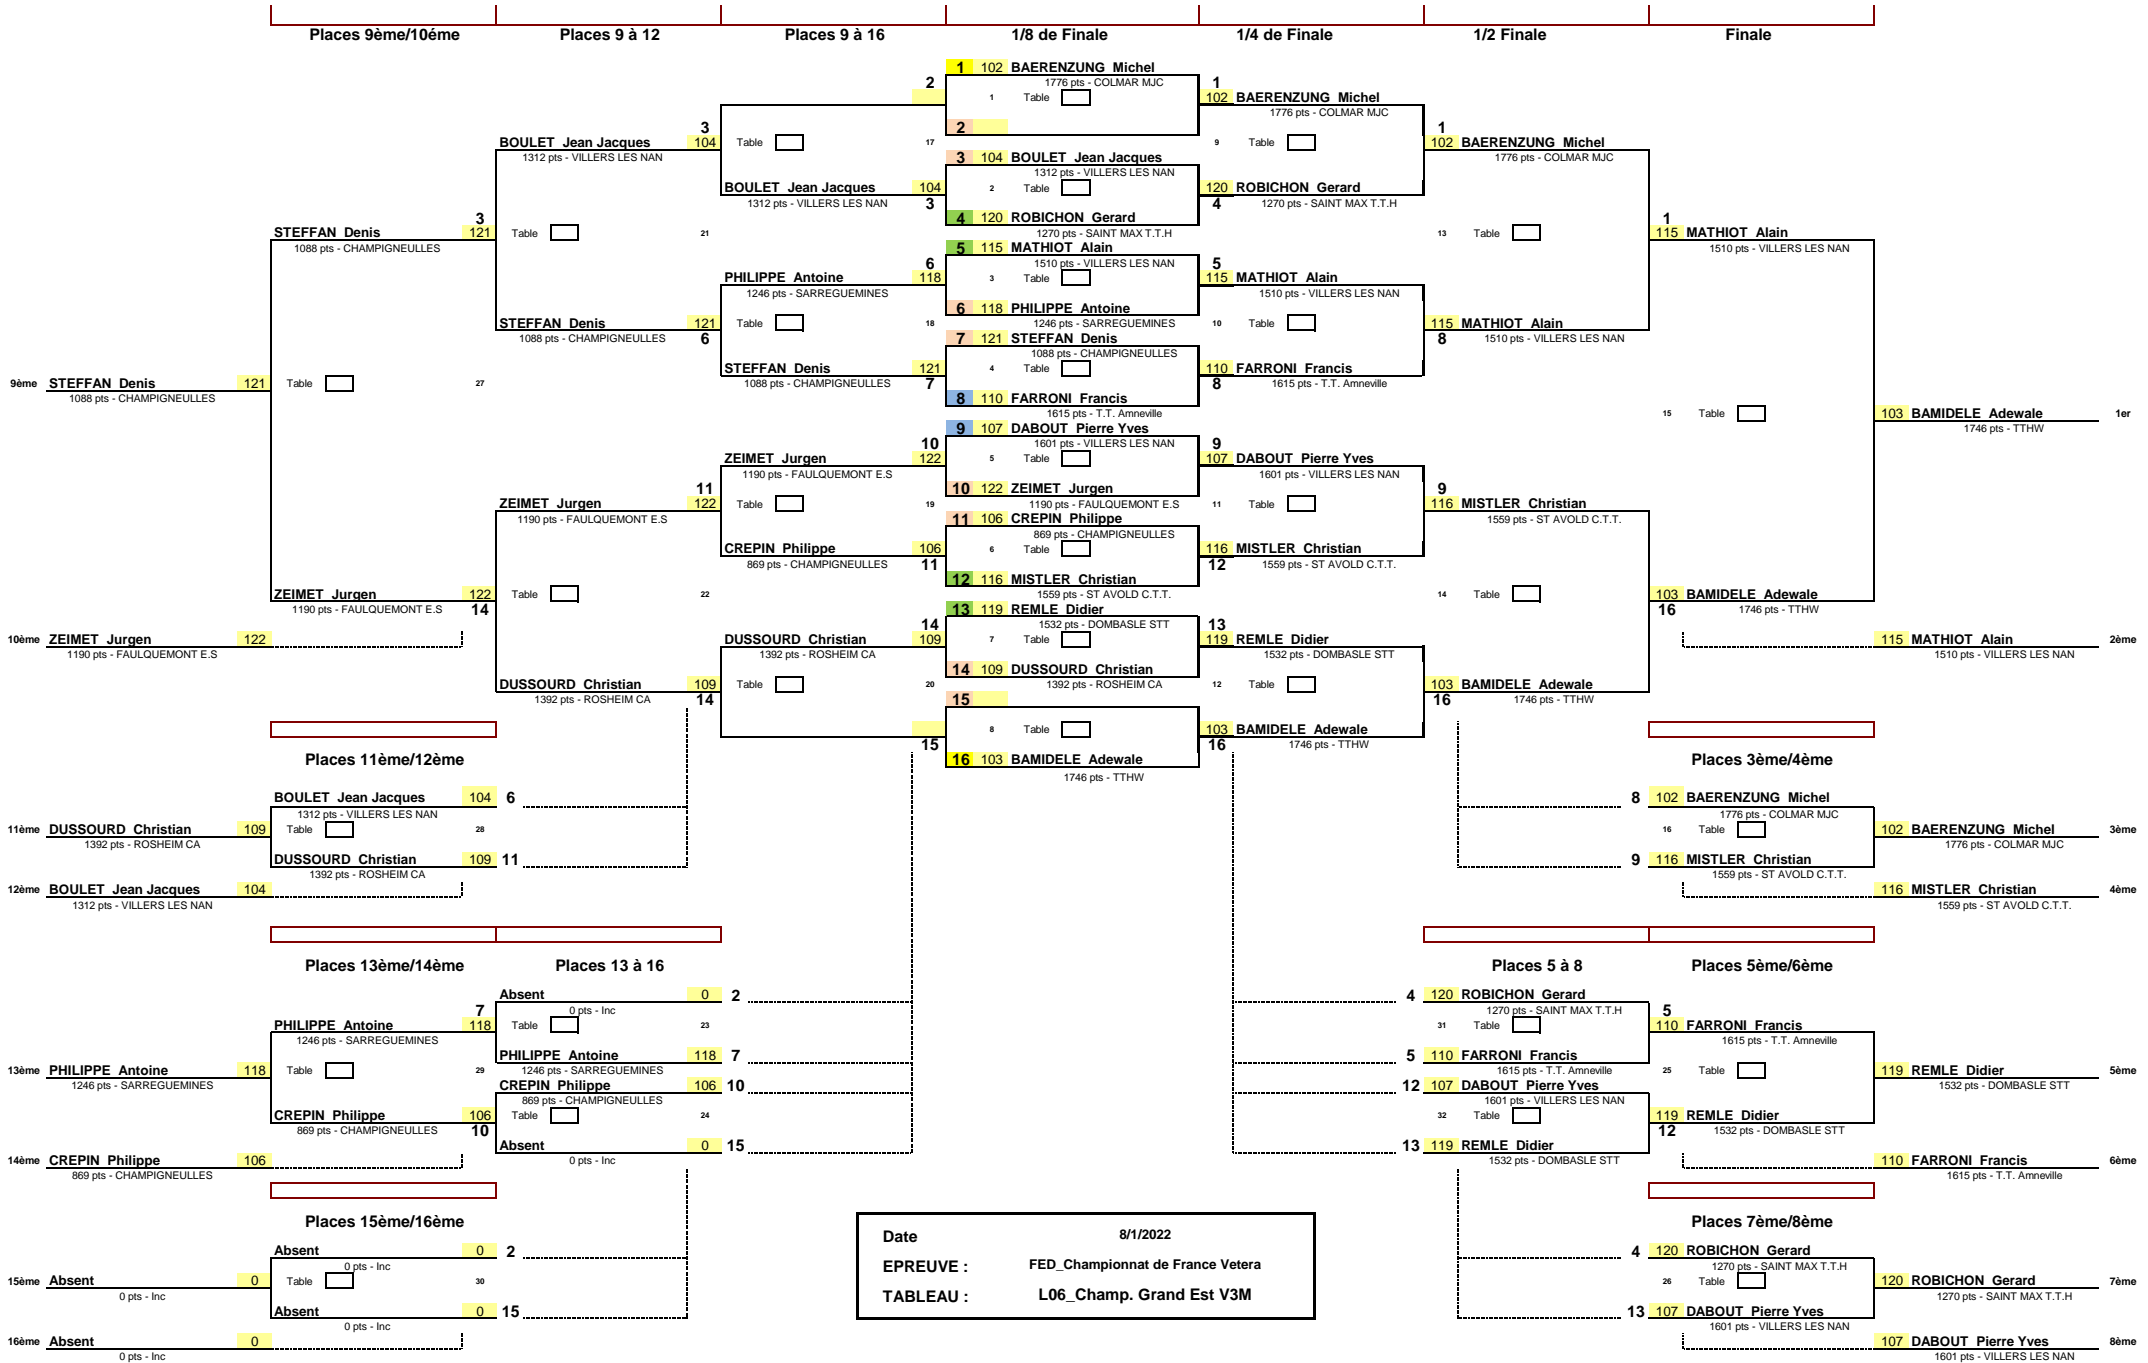 Places 9ème/10éme Places 9 à 12 Places 9 à 16 1/8 de Finale 1/4 de Finale 1/2 Finale Finale
1 102 BAERENZUNG Michel
2 1776 pts - COLMAR MJC 1
1 Table 102 BAERENZUNG Michel
1776 pts - COLMAR MJC
3 2 1
BOULET Jean Jacques 104 Table 17 9 Table 102 BAERENZUNG Michel
1312 pts - VILLERS LES NAN 3 104 BOULET Jean Jacques 1776 pts - COLMAR MJC
1312 pts - VILLERS LES NAN
BOULET Jean Jacques 104 2 Table 120 ROBICHON Gerard
1312 pts - VILLERS LES NAN 3 4 1270 pts - SAINT MAX T.T.H
3 4 120 ROBICHON Gerard 1
STEFFAN Denis 121 Table 21 1270 pts - SAINT MAX T.T.H 13 Table 115 MATHIOT Alain
1088 pts - CHAMPIGNEULLES 5 115 MATHIOT Alain 1510 pts - VILLERS LES NAN
6 1510 pts - VILLERS LES NAN 5
PHILIPPE Antoine 118 3 Table 115 MATHIOT Alain
1246 pts - SARREGUEMINES 1510 pts - VILLERS LES NAN
6 118 PHILIPPE Antoine
STEFFAN Denis 121 Table 18 1246 pts - SARREGUEMINES 10 Table 115 MATHIOT Alain
1088 pts - CHAMPIGNEULLES 6 7 121 STEFFAN Denis 8 1510 pts - VILLERS LES NAN
1088 pts - CHAMPIGNEULLES
STEFFAN Denis 121 4 Table 110 FARRONI Francis
9ème STEFFAN Denis 121 Table 27 1088 pts - CHAMPIGNEULLES 7 8 1615 pts - T.T. Amneville
1088 pts - CHAMPIGNEULLES 8 110 FARRONI Francis
1615 pts - T.T. Amneville 15 Table 103 BAMIDELE Adewale 1er
9 107 DABOUT Pierre Yves 1746 pts - TTHW
10 1601 pts - VILLERS LES NAN 9
ZEIMET Jurgen 122 5 Table 107 DABOUT Pierre Yves
1190 pts - FAULQUEMONT E.S 1601 pts - VILLERS LES NAN
11 10 122 ZEIMET Jurgen 9
ZEIMET Jurgen 122 Table 19 1190 pts - FAULQUEMONT E.S 11 Table 116 MISTLER Christian
1190 pts - FAULQUEMONT E.S 11 106 CREPIN Philippe 1559 pts - ST AVOLD C.T.T.
869 pts - CHAMPIGNEULLES
CREPIN Philippe 106 6 Table 116 MISTLER Christian
869 pts - CHAMPIGNEULLES 11 12 1559 pts - ST AVOLD C.T.T.
12 116 MISTLER Christian
ZEIMET Jurgen 122 Table 22 1559 pts - ST AVOLD C.T.T. 14 Table 103 BAMIDELE Adewale
1190 pts - FAULQUEMONT E.S 14 13 119 REMLE Didier 16 1746 pts - TTHW
14 1532 pts - DOMBASLE STT 13
10ème ZEIMET Jurgen 122 DUSSOURD Christian 109 7 Table 119 REMLE Didier 115 MATHIOT Alain 2ème
1190 pts - FAULQUEMONT E.S 1392 pts - ROSHEIM CA 1532 pts - DOMBASLE STT 1510 pts - VILLERS LES NAN
14 109 DUSSOURD Christian
DUSSOURD Christian 109 Table 20 1392 pts - ROSHEIM CA 12 Table 103 BAMIDELE Adewale
1392 pts - ROSHEIM CA 14 15 16 1746 pts - TTHW
8 Table 103 BAMIDELE Adewale
15 16 1746 pts - TTHW
Places 11ème/12ème 16 103 BAMIDELE Adewale Places 3ème/4ème
1746 pts - TTHW
BOULET Jean Jacques 104 6 8 102 BAERENZUNG Michel
1312 pts - VILLERS LES NAN 1776 pts - COLMAR MJC
11ème DUSSOURD Christian 109 Table 28 16 Table 102 BAERENZUNG Michel 3ème
1392 pts - ROSHEIM CA 1776 pts - COLMAR MJC
DUSSOURD Christian 109 11 9 116 MISTLER Christian
1392 pts - ROSHEIM CA 1559 pts - ST AVOLD C.T.T.
12ème BOULET Jean Jacques 104 116 MISTLER Christian 4ème
1312 pts - VILLERS LES NAN 1559 pts - ST AVOLD C.T.T.
Places 13ème/14ème Places 13 à 16 Places 5 à 8 Places 5ème/6ème
Absent 0 2 4 120 ROBICHON Gerard
7 0 pts - Inc 1270 pts - SAINT MAX T.T.H 5
PHILIPPE Antoine 118 Table 23 31 Table 110 FARRONI Francis
1246 pts - SARREGUEMINES 1615 pts - T.T. Amneville
PHILIPPE Antoine 118 7 5 110 FARRONI Francis
13ème PHILIPPE Antoine 118 Table 29 1246 pts - SARREGUEMINES 1615 pts - T.T. Amneville 25 Table 119 REMLE Didier 5ème
1246 pts - SARREGUEMINES CREPIN Philippe 106 10 12 107 DABOUT Pierre Yves 1532 pts - DOMBASLE STT
869 pts - CHAMPIGNEULLES 1601 pts - VILLERS LES NAN
CREPIN Philippe 106 Table 24 32 Table 119 REMLE Didier
869 pts - CHAMPIGNEULLES 10 12 1532 pts - DOMBASLE STT
Absent 0 15 13 119 REMLE Didier
14ème CREPIN Philippe 106 0 pts - Inc 1532 pts - DOMBASLE STT 110 FARRONI Francis 6ème
869 pts - CHAMPIGNEULLES 1615 pts - T.T. Amneville
Places 15ème/16ème Places 7ème/8ème
Date 8/1/2022
Absent 0 2 4 120 ROBICHON Gerard
0 pts - Inc EPREUVE : FED_Championnat de France Vetera 1270 pts - SAINT MAX T.T.H
15ème Absent 0 Table 30 26 Table 120 ROBICHON Gerard 7ème
0 pts - Inc TABLEAU : L06_Champ. Grand Est V3M 1270 pts - SAINT MAX T.T.H
Absent 0 15 13 107 DABOUT Pierre Yves
0 pts - Inc 1601 pts - VILLERS LES NAN
16ème Absent 0 107 DABOUT Pierre Yves 8ème
0 pts - Inc 1601 pts - VILLERS LES NAN